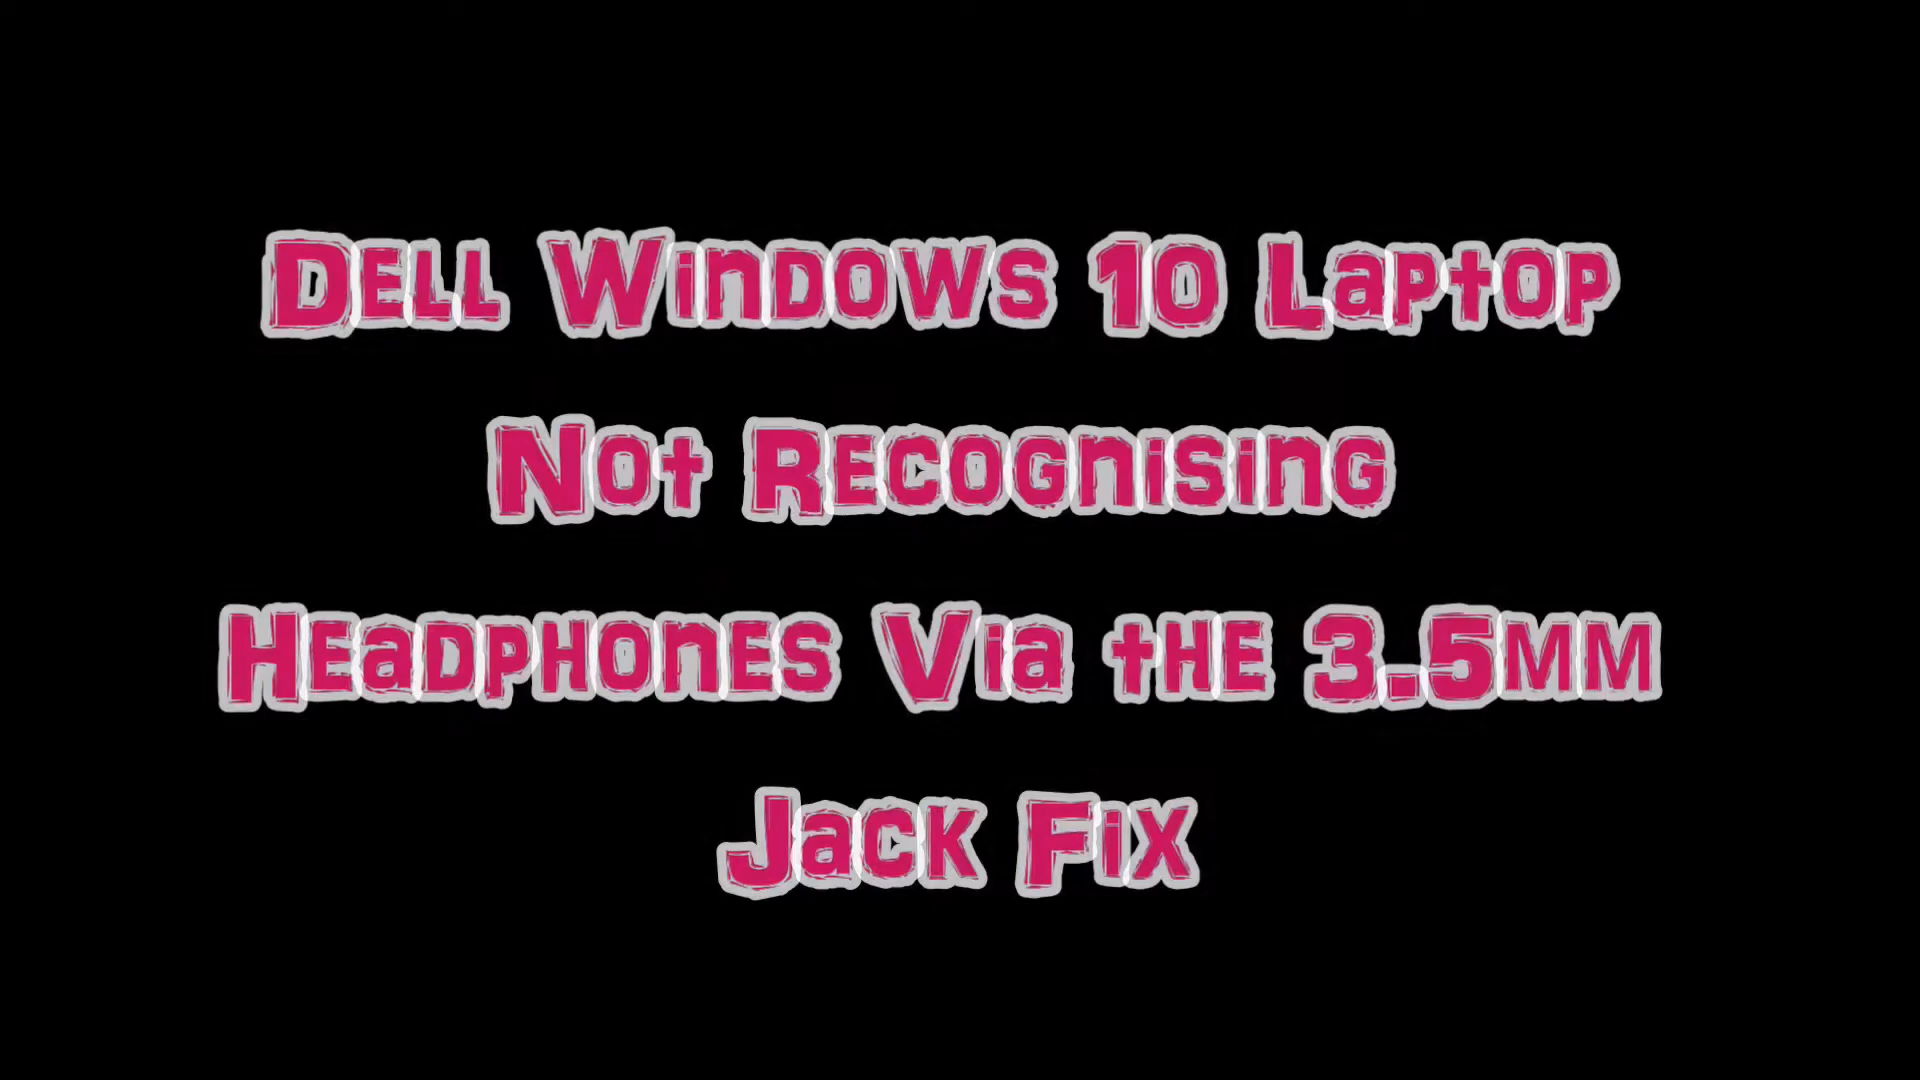 Dell Windows 10 Laptop
Not Recognising
Headphones Via the 3.5mm
Jack Fix